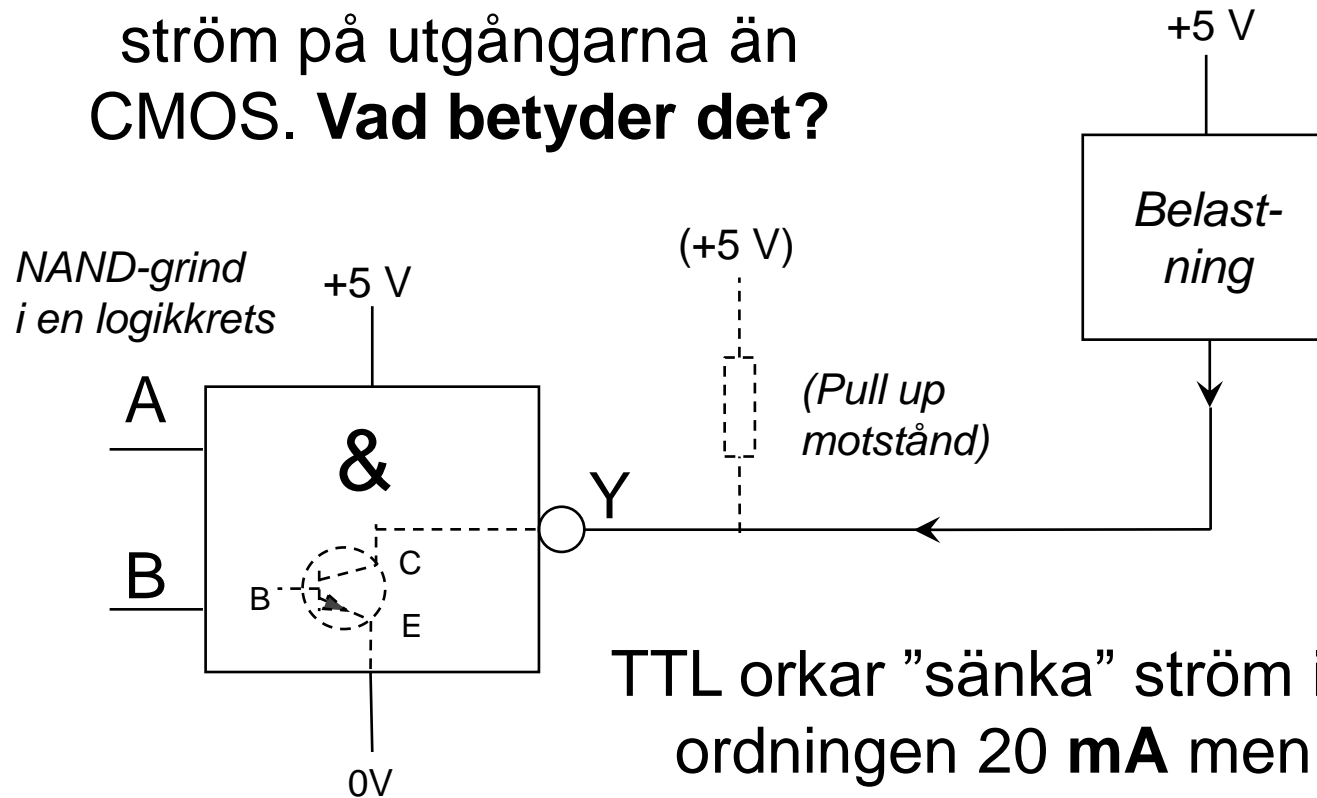 ström på utgångarna än
CMOS. Vad betyder det?
+5 V
Belast-
ning
NAND-grind
i en logikkrets
+5 V
(+5 V)
(Pull up
motstånd)
A
&
Y
B
B
C
E
0V
TTL orkar ”sänka” ström i
ordningen 20 mA men